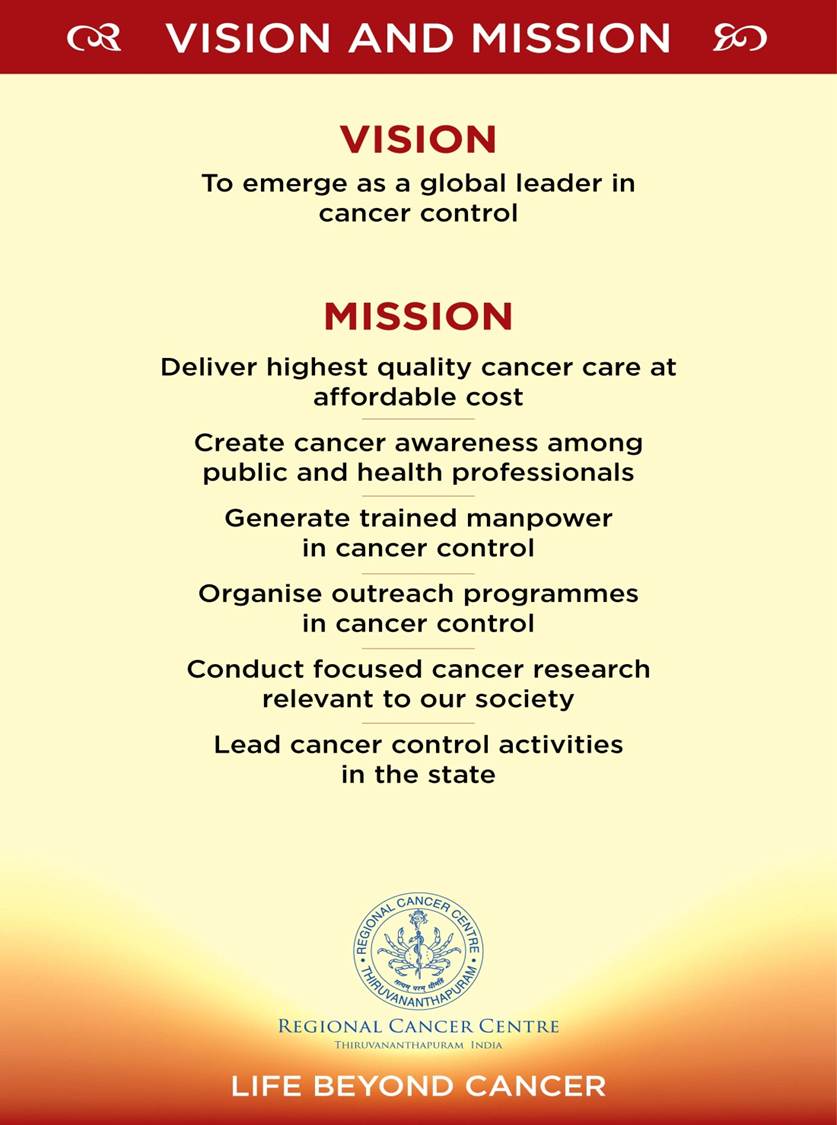 VISION AND MISSION
VISION
To emerge as a global leader in
cancer control
MISSION
Deliver highest quality cancer care at
affordable cost
Create cancer awareness among
public and health professionals
Generate trained manpower
in cancer control
Organise outreach programmes
in cancer control
Conduct focused cancer research
relevant to our society
Lead cancer control activities
in the state
REGIONAL CANCER CENTRE
THIRUVANANTHAPURAM
REGIONAL CANCER CENTRE
THIRUVANANTHAPURAM INDIA
LIFE BEYOND CANCER